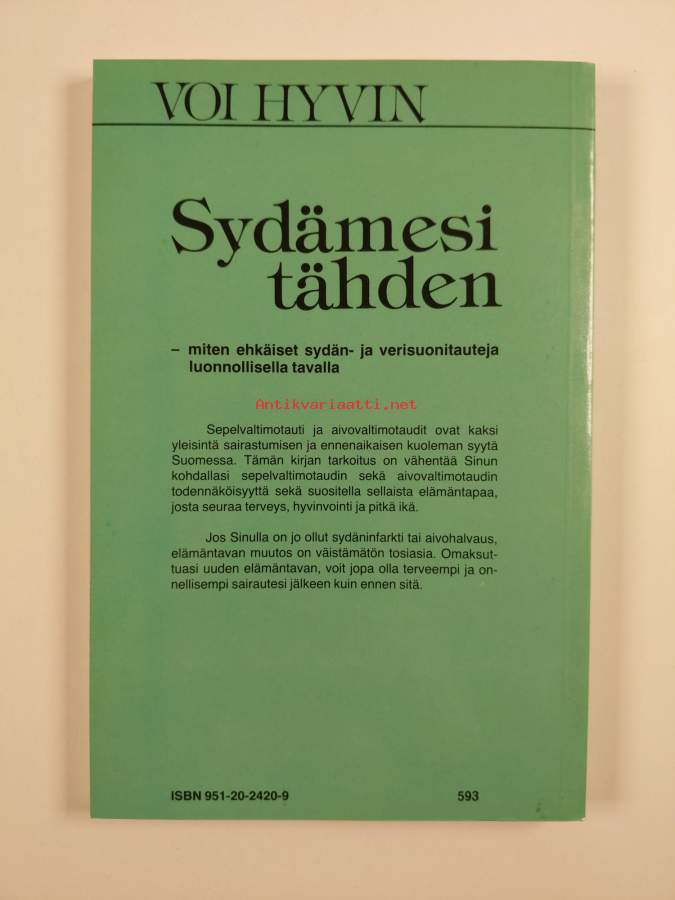 VOI HYVIN
Sydämesi
tähden
– miten ehkäiset sydän- ja verisuonitauteja
luonnollisella tavalla
Antikvariaatti.net
Sepelvaltimotauti ja aivovaltimotaudit ovat kaksi
yleisintä sairastumisen ja ennenaikaisen kuoleman syytä
Suomessa. Tämän kirjan tarkoitus on vähentää Sinun
kohdallasi sepelvaltimotaudin sekä aivovaltimotaudin
todennäköisyyttä sekä suositella sellaista elämäntapaa,
josta seuraa terveys, hyvinvointi ja pitkä ikä.
Jos Sinulla on jo ollut sydäninfarkti tai aivohalvaus,
elämäntavan muutos on väistämätön tosiasia. Omaksut-
tuasi uuden elämäntavan, voit jopa olla terveempi ja on-
nellisempi sairautesi jälkeen kuin ennen sitä.
ISBN 951-20-2420-9 593